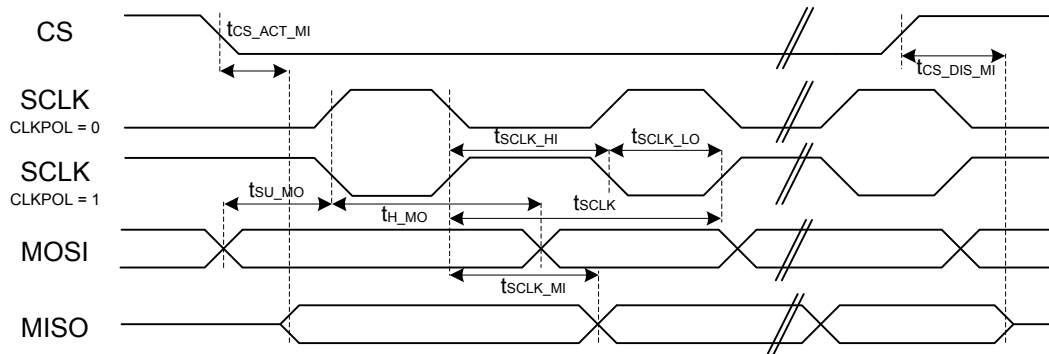 CS
tCS_ACT_MI
tCS_DIS_MI
SCLK
CLKPOL = 0
tSCLK_HI
tSCLK_LO
SCLK
CLKPOL = 1
tSU_MO
tH_MO
tSCLK
MOSI
tSCLK_MI
MISO